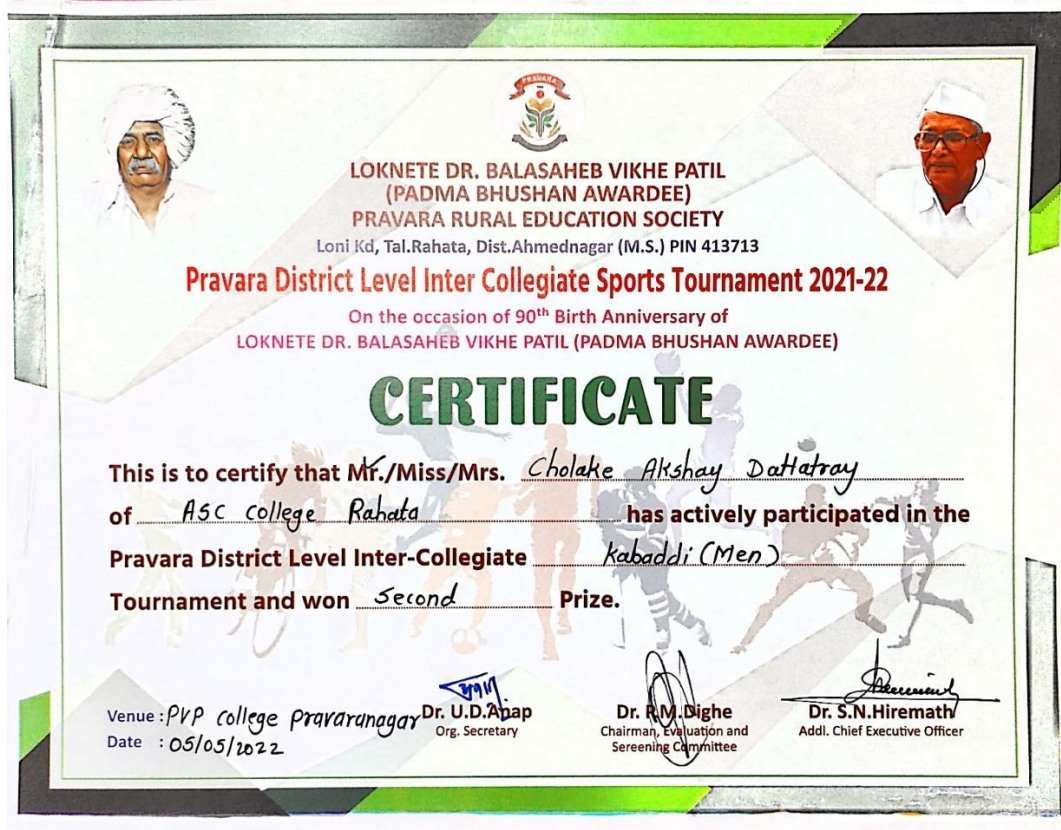 PRAVARA
LOKNETE DR. BALASAHEB VIKHE PATIL
(PADMA BHUSHAN AWARDEE)
PRAVARA RURAL EDUCATION SOCIETY
Loni Kd, Tal.Rahata, Dist.Ahmednagar (M.S.) PIN 413713
Pravara District Level Inter Collegiate Sports Tournament 2021-22
On the occasion of 90th Birth Anniversary of
LOKNETE DR. BALASAHEB VIKHE PATIL (PADMA BHUSHAN AWARDEE)
CERTIFICATE
This is to certify that Mr./Miss/Mrs. Cholake Akshay Dattatray
of ASC College Rahata has actively participated in the
Pravara District Level Inter-Collegiate Kabaddi (Men)
Tournament and won Second Prize.
Venue : PVP College Pravaranagar
Date : 05/05/2022
Dr. U.D.Anap
Org. Secretary
Dr. R.M.Dighe
Chairman, Evaluation and
Sereening Committee
Dr. S.N.Hiremath
Addl. Chief Executive Officer